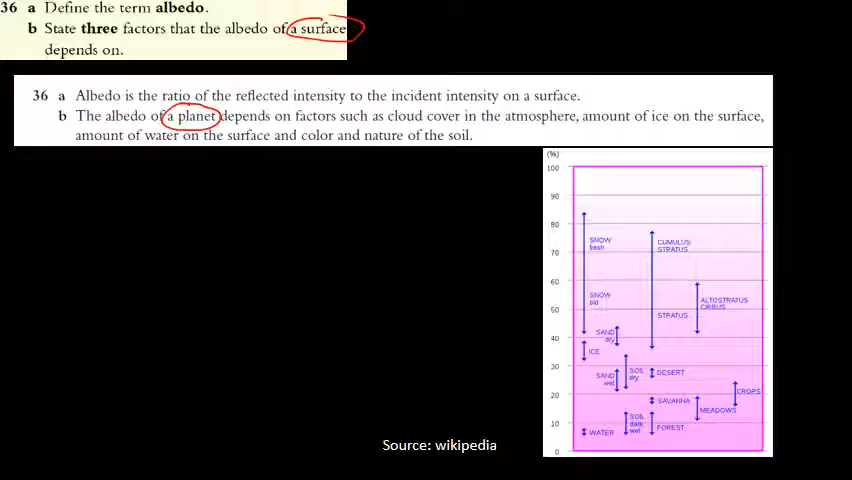 36 a Define the term albedo.
b State three factors that the albedo of a surface
depends on.
36 a Albedo is the ratio of the reflected intensity to the incident intensity on a surface.
b The albedo of a planet depends on factors such as cloud cover in the atmosphere, amount of ice on the surface,
amount of water on the surface and color and nature of the soil.
(%)
100
90
80
70
60
50
40
30
20
10
0
SNOW
fresh
SNOW
old
ICE
WATER
SAND
dry
SAND
wet
SOIL
dry
SOIL
dark
wet
CUMULUS
STRATUS
STRATUS
DESERT
SAVANNA
FOREST
ALTOSTRATUS
CIRRUS
MEADOWS
CROPS
Source: wikipedia